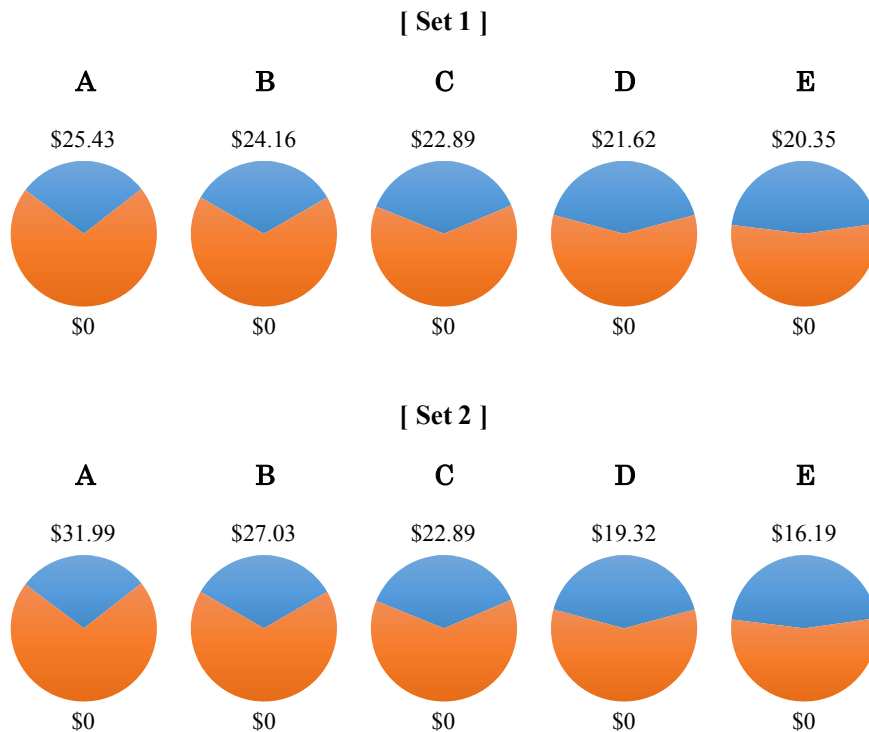 [ Set 1 ]
A B C D E
$25.43 $24.16 $22.89 $21.62 $20.35
$0 $0 $0 $0 $0
[ Set 2 ]
A B C D E
$31.99 $27.03 $22.89 $19.32 $16.19
$0 $0 $0 $0 $0